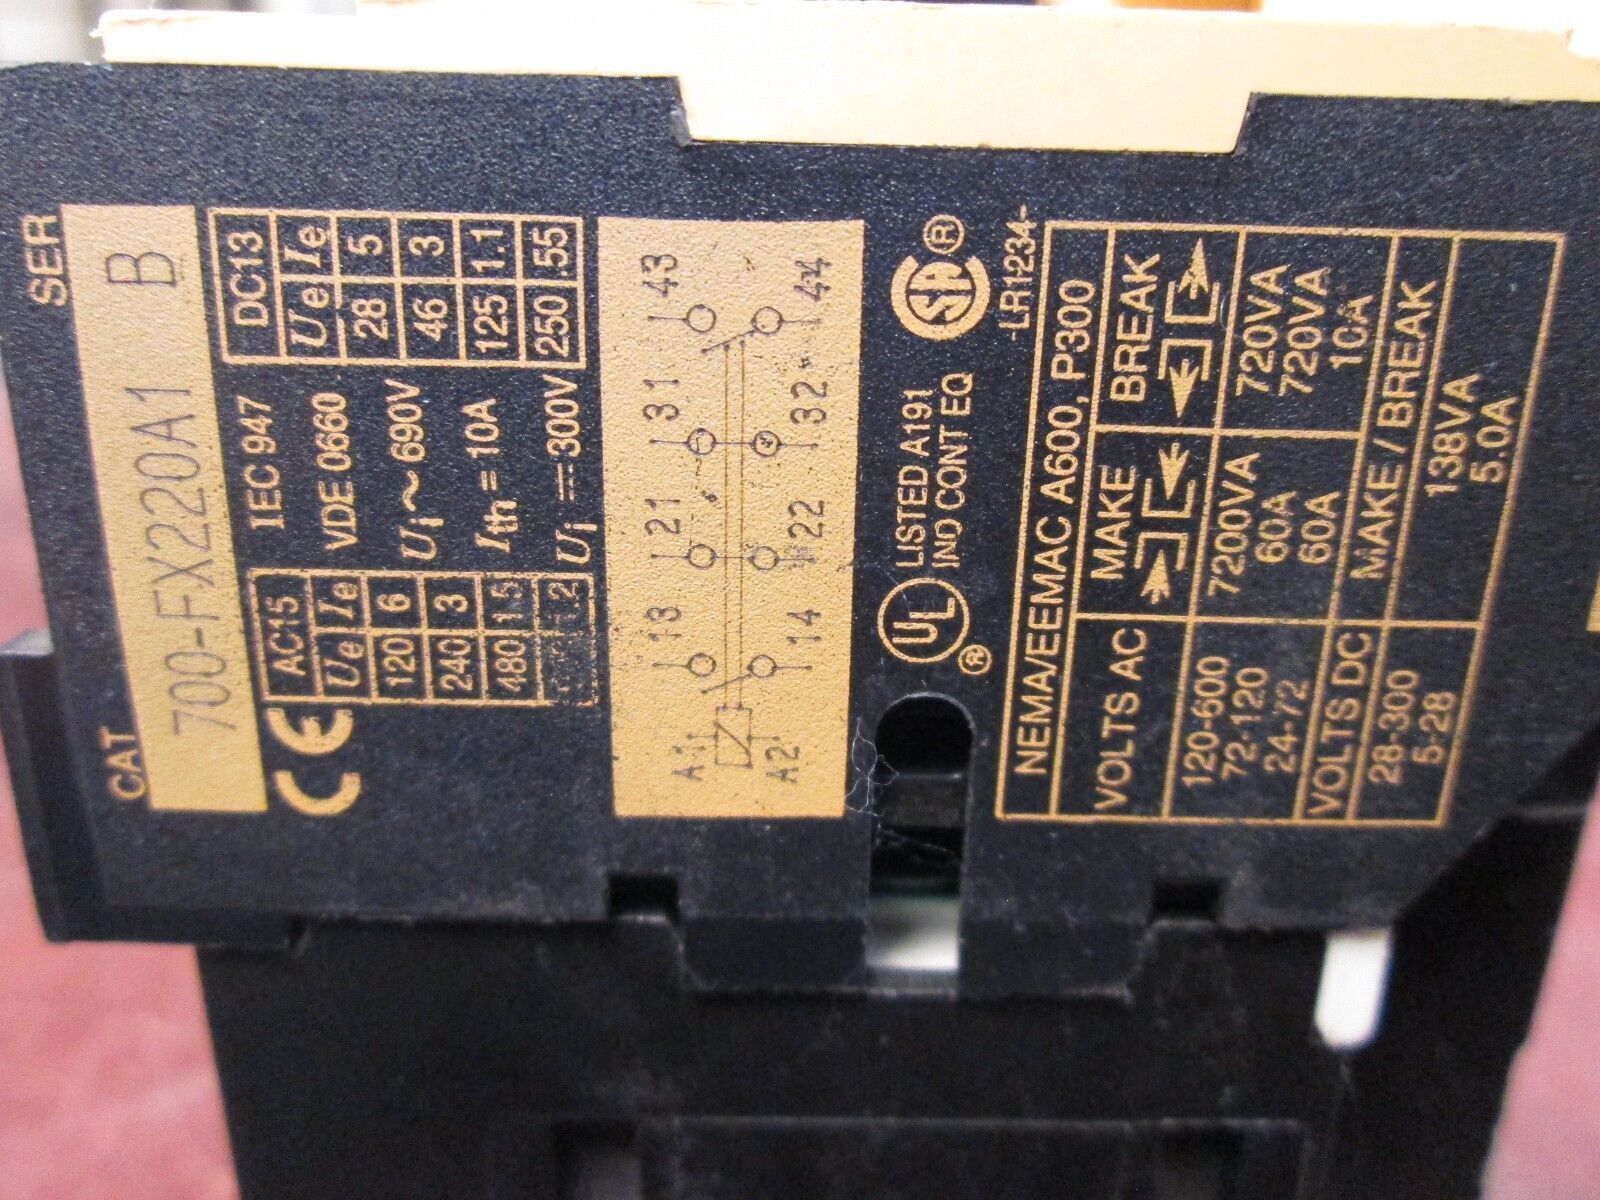 CAT SER
700-FX220A1 B
CE
AC15
Ue Ie
120 6
240 3
480 1.5
IEC 947
VDE 0660
Ui ~ 690V
Ith = 10A
Ui ⎓ 300V
DC13
Ue Ie
28 5
46 3
125 1.1
250 .55
A1 13 21 31 43
A2 14 22 32 44
UL ®
LISTED A191
IND CONT EQ
SA ®
-LR1234-
NEMA/EEMAC A600, P300
VOLTS AC MAKE BREAK
120-600 7200VA 720VA
72-120 60A 720VA
24-72 60A 10A
VOLTS DC MAKE / BREAK
28-300 138VA
5-28 5.0A